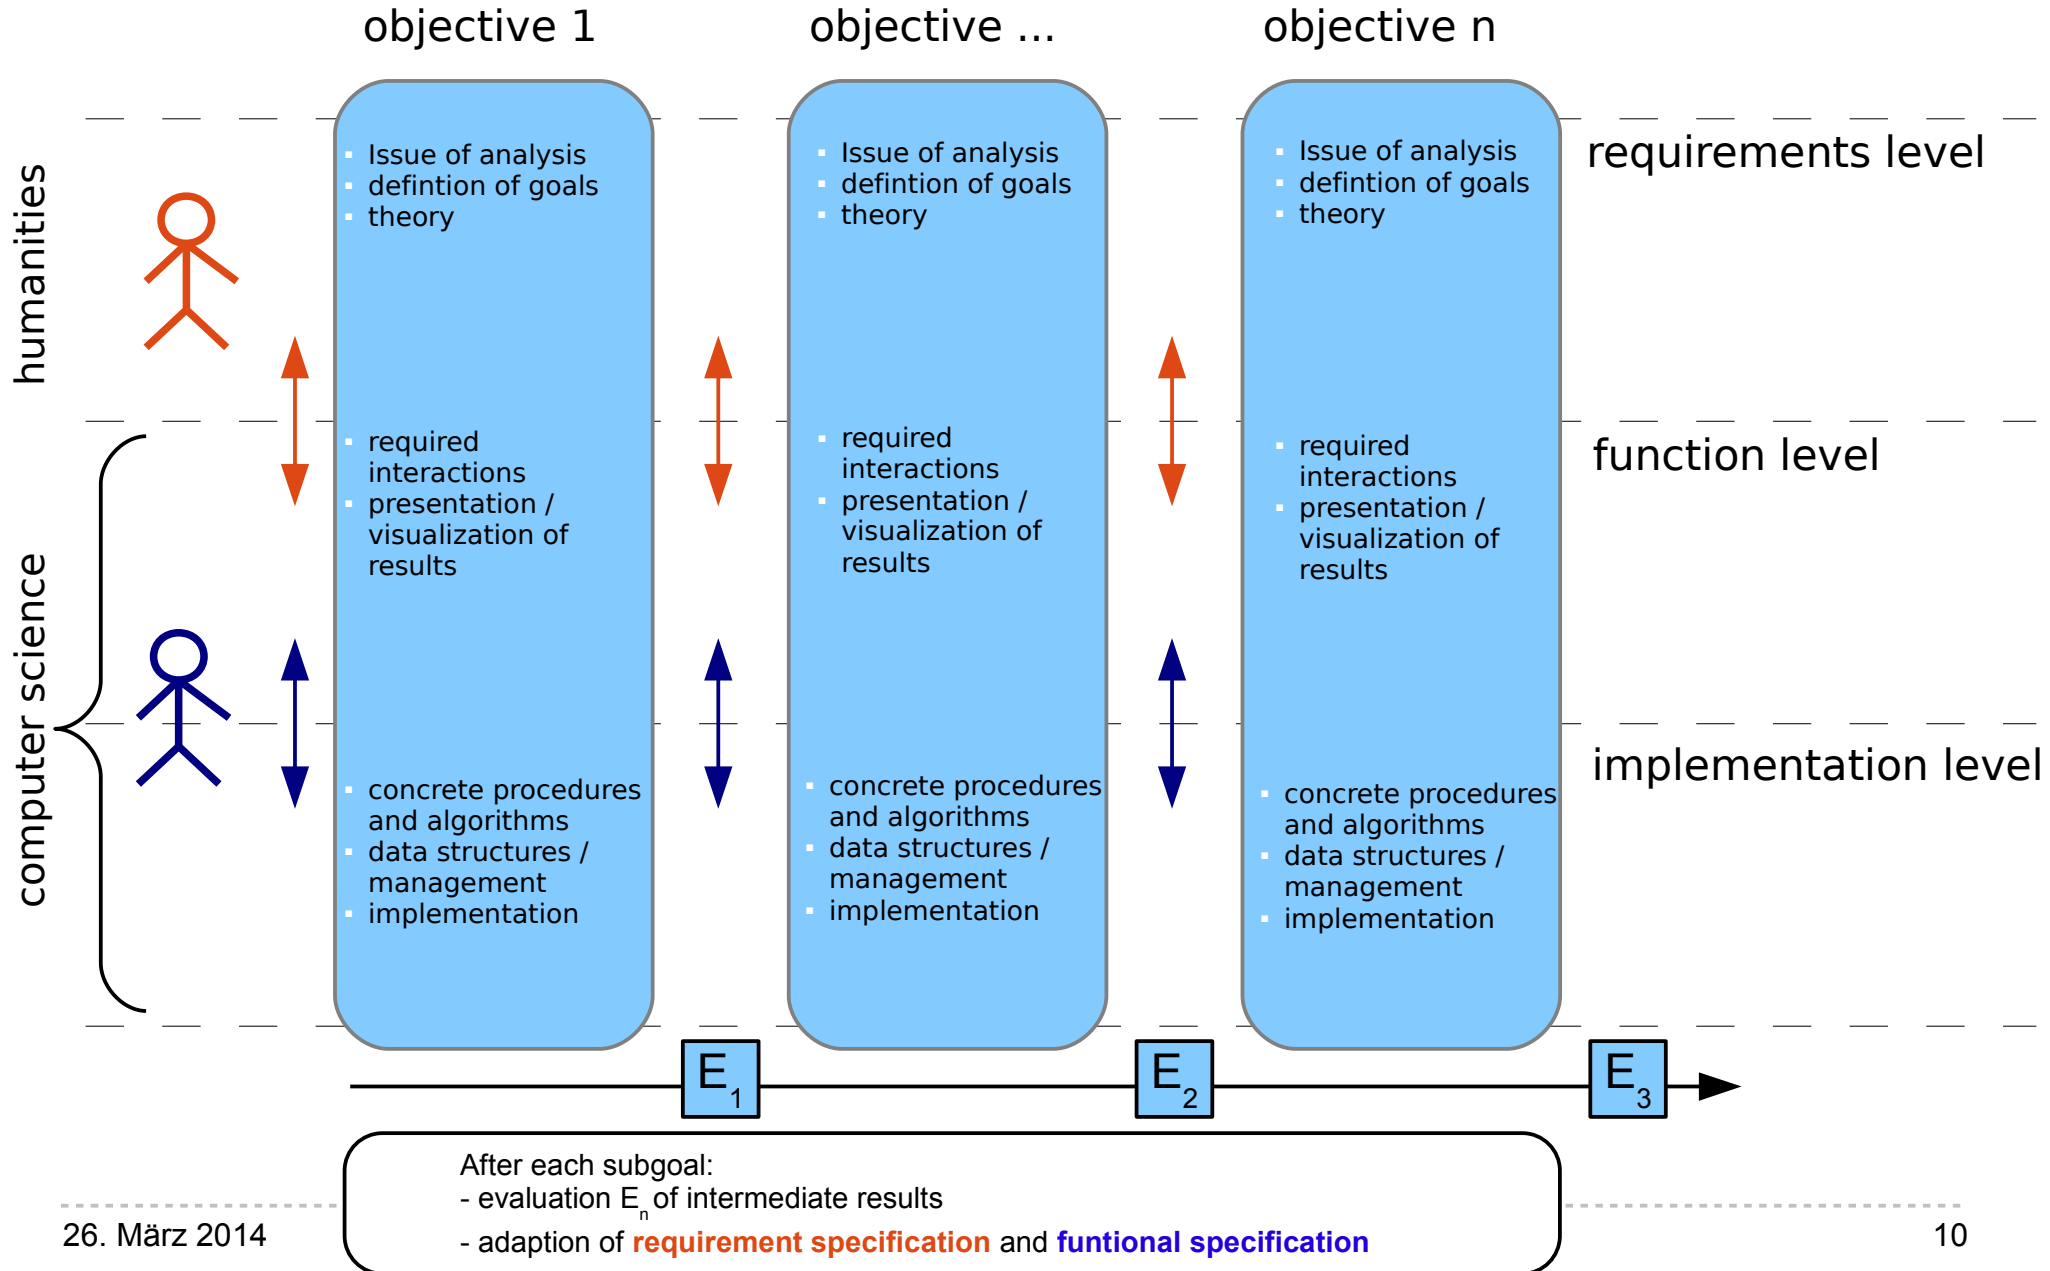 objective 1
objective ...
objective n
humanities
computer science
requirements level
function level
implementation level
▪ Issue of analysis
▪ defintion of goals
▪ theory
▪ required
interactions
▪ presentation /
visualization of
results
▪ concrete procedures
and algorithms
▪ data structures /
management
▪ implementation
▪ Issue of analysis
▪ defintion of goals
▪ theory
▪ required
interactions
▪ presentation /
visualization of
results
▪ concrete procedures
and algorithms
▪ data structures /
management
▪ implementation
▪ Issue of analysis
▪ defintion of goals
▪ theory
▪ required
interactions
▪ presentation /
visualization of
results
▪ concrete procedures
and algorithms
▪ data structures /
management
▪ implementation
E1
E2
E3
After each subgoal:
- evaluation En of intermediate results
- adaption of requirement specification and funtional specification
26. März 2014
10